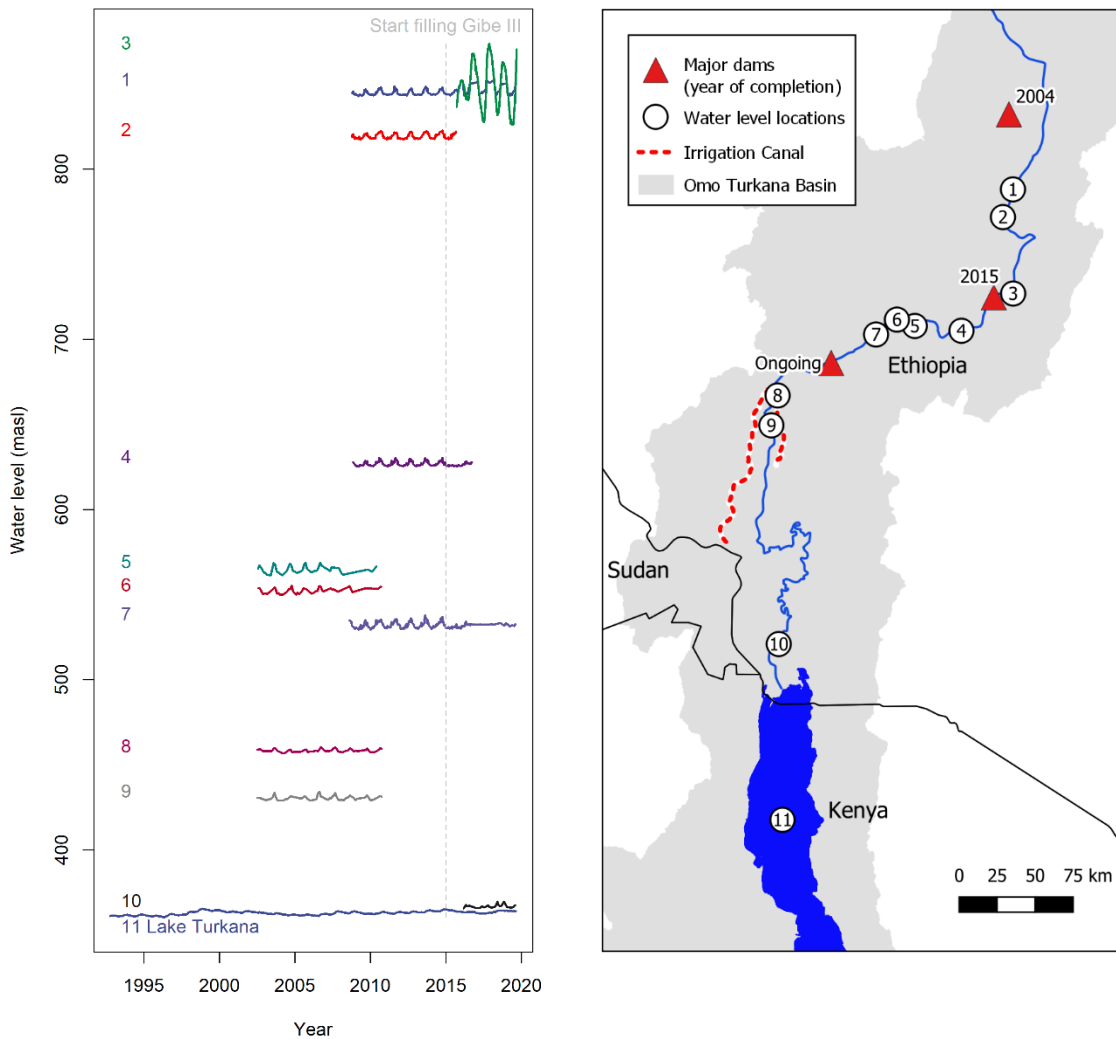 Start filling Gibe III
3
1
2
4
5
6
7
8
9
10
11 Lake Turkana
800
700
600
500
400
Water level (masl)
1995 2000 2005 2010 2015 2020
Year
Major dams
(year of completion)
Water level locations
Irrigation Canal
Omo Turkana Basin
2004
1
2
2015
3
6
5
4
7
Ethiopia
Ongoing
8
9
Sudan
10
11
Kenya
0 25 50 75 km